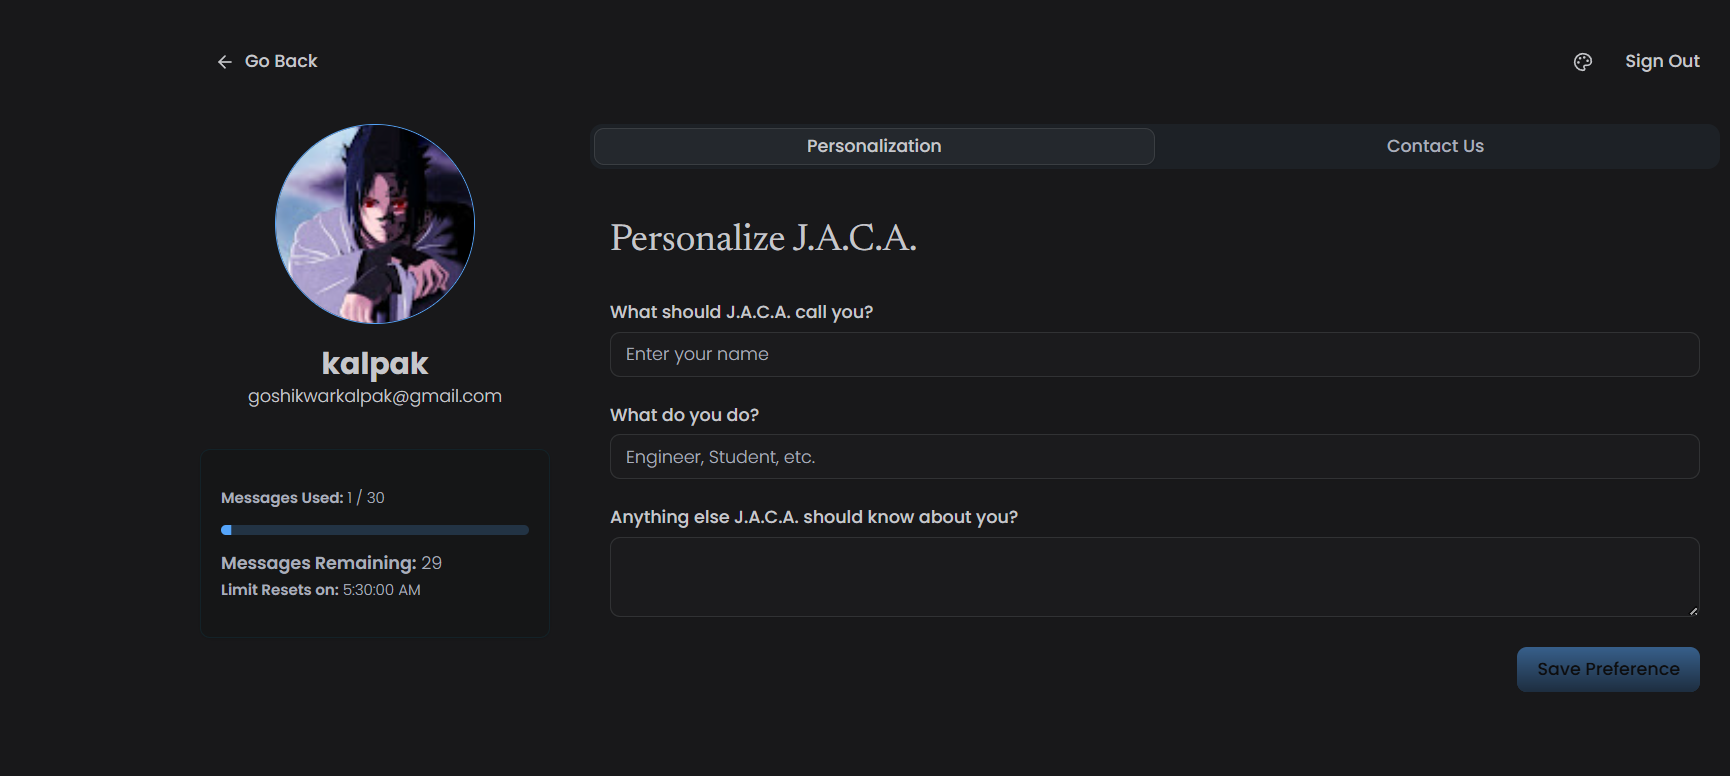 Go Back
Sign Out
Personalization
Contact Us
kalpak
goshikwarkalpak@gmail.com
Messages Used: 1 / 30
Messages Remaining: 29
Limit Resets on: 5:30:00 AM
Personalize J.A.C.A.
What should J.A.C.A. call you?
Enter your name
What do you do?
Engineer, Student, etc.
Anything else J.A.C.A. should know about you?
Save Preference